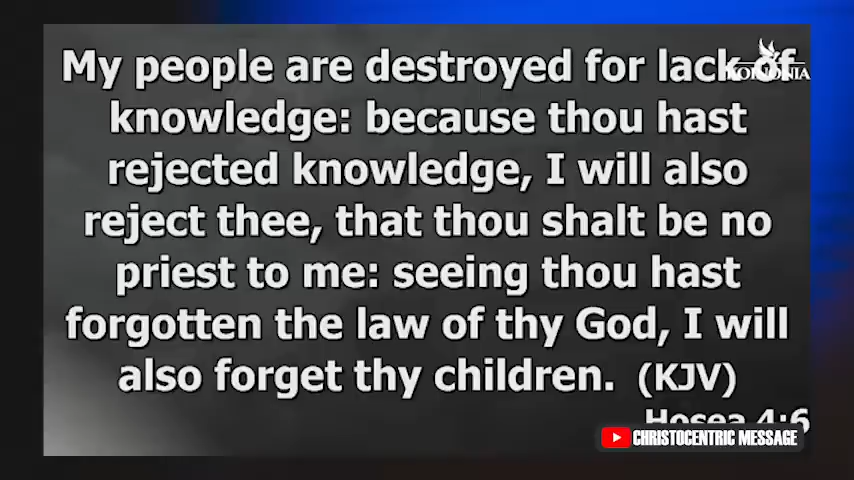 My people are destroyed for lack of
KOINONIA
knowledge: because thou hast
rejected knowledge, I will also
reject thee, that thou shalt be no
priest to me: seeing thou hast
forgotten the law of thy God, I will
also forget thy children. (KJV)
Hosea 4:6
CHRISTOCENTRIC MESSAGE